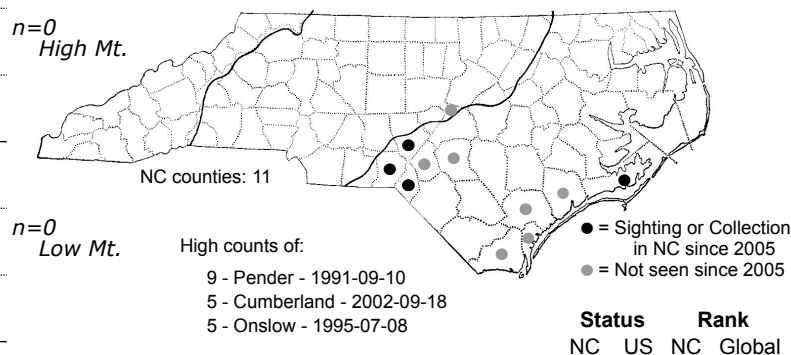 n=0
High Mt.
NC counties: 11
n=0
Low Mt.
High counts of:
9 - Pender - 1991-09-10
5 - Cumberland - 2002-09-18
5 - Onslow - 1995-07-08
● = Sighting or Collection
in NC since 2005
● = Not seen since 2005
Status Rank
NC US NC Global